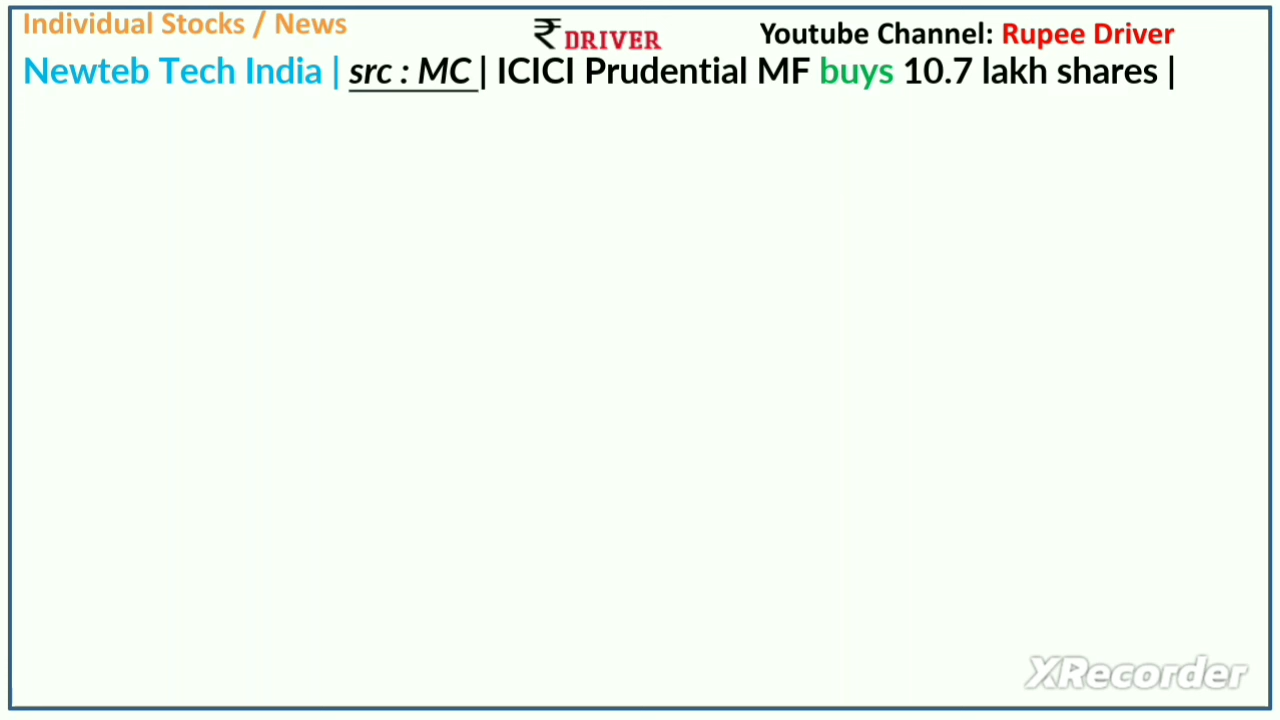 Individual Stocks / News
₹ DRIVER
Youtube Channel: Rupee Driver
Newteb Tech India | src : MC | ICICI Prudential MF buys 10.7 lakh shares |
XRecorder